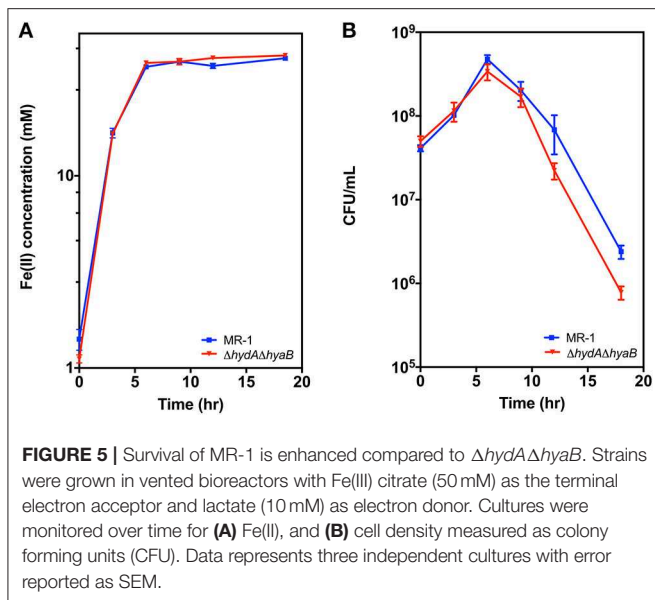 A
B
Fe(II) concentration (mM)
10
1
0
5
10
15
20
Time (hr)
MR-1
ΔhydAΔhyaB
CFU/mL
10⁹
10⁸
10⁷
10⁶
10⁵
0
5
10
15
20
Time (hr)
MR-1
ΔhydAΔhyaB
FIGURE 5 | Survival of MR-1 is enhanced compared to ΔhydAΔhyaB. Strains
were grown in vented bioreactors with Fe(III) citrate (50 mM) as the terminal
electron acceptor and lactate (10 mM) as electron donor. Cultures were
monitored over time for (A) Fe(II), and (B) cell density measured as colony
forming units (CFU). Data represents three independent cultures with error
reported as SEM.